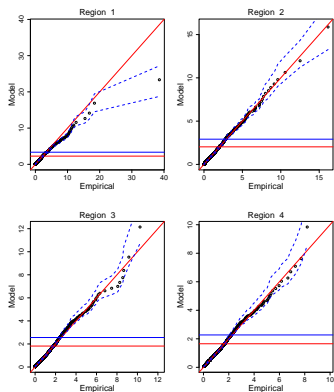 Region 1
Model
40
30
20
10
0
0 10 20 30 40
Empirical
Region 2
Model
15
10
5
0
0 5 10 15
Empirical
Region 3
Model
12
10
8
6
4
2
0
0 2 4 6 8 10 12
Empirical
Region 4
Model
10
8
6
4
2
0
0 2 4 6 8 10
Empirical